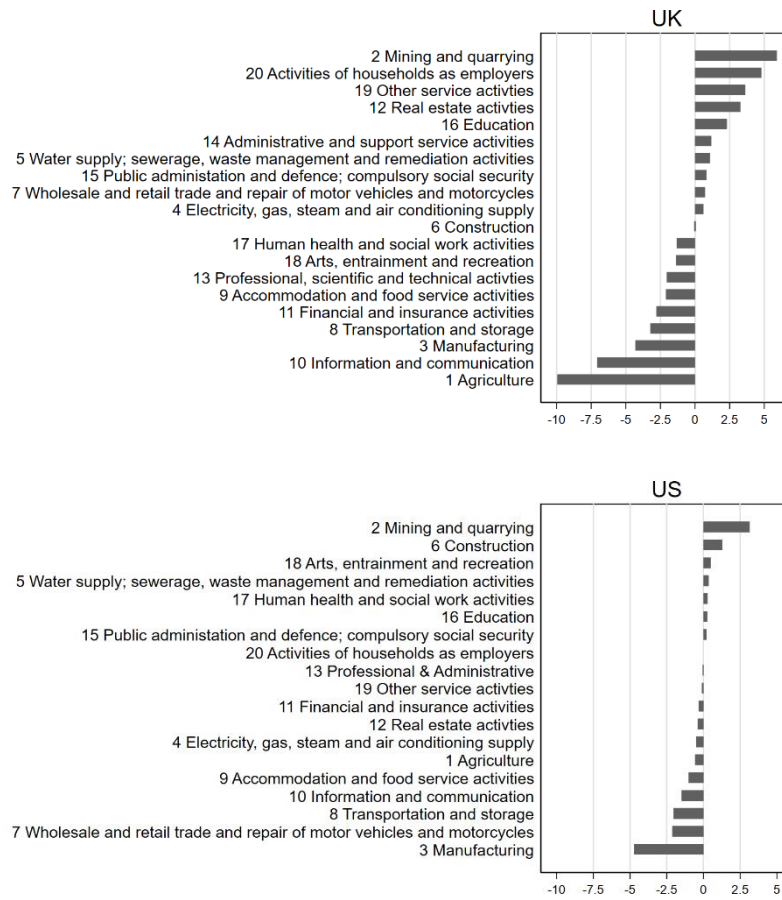 UK
2 Mining and quarrying
20 Activities of households as employers
19 Other service activties
12 Real estate activties
16 Education
14 Administrative and support service activities
5 Water supply; sewerage, waste management and remediation activities
15 Public administation and defence; compulsory social security
7 Wholesale and retail trade and repair of motor vehicles and motorcycles
4 Electricity, gas, steam and air conditioning supply
6 Construction
17 Human health and social work activities
18 Arts, entrainment and recreation
13 Professional, scientific and technical activties
9 Accommodation and food service activities
11 Financial and insurance activities
8 Transportation and storage
3 Manufacturing
10 Information and communication
1 Agriculture
-10 -7.5 -5 -2.5 0 2.5 5
US
2 Mining and quarrying
6 Construction
18 Arts, entrainment and recreation
5 Water supply; sewerage, waste management and remediation activities
17 Human health and social work activities
16 Education
15 Public administation and defence; compulsory social security
20 Activities of households as employers
13 Professional & Administrative
19 Other service activties
11 Financial and insurance activities
12 Real estate activties
4 Electricity, gas, steam and air conditioning supply
1 Agriculture
9 Accommodation and food service activities
10 Information and communication
8 Transportation and storage
7 Wholesale and retail trade and repair of motor vehicles and motorcycles
3 Manufacturing
-10 -7.5 -5 -2.5 0 2.5 5